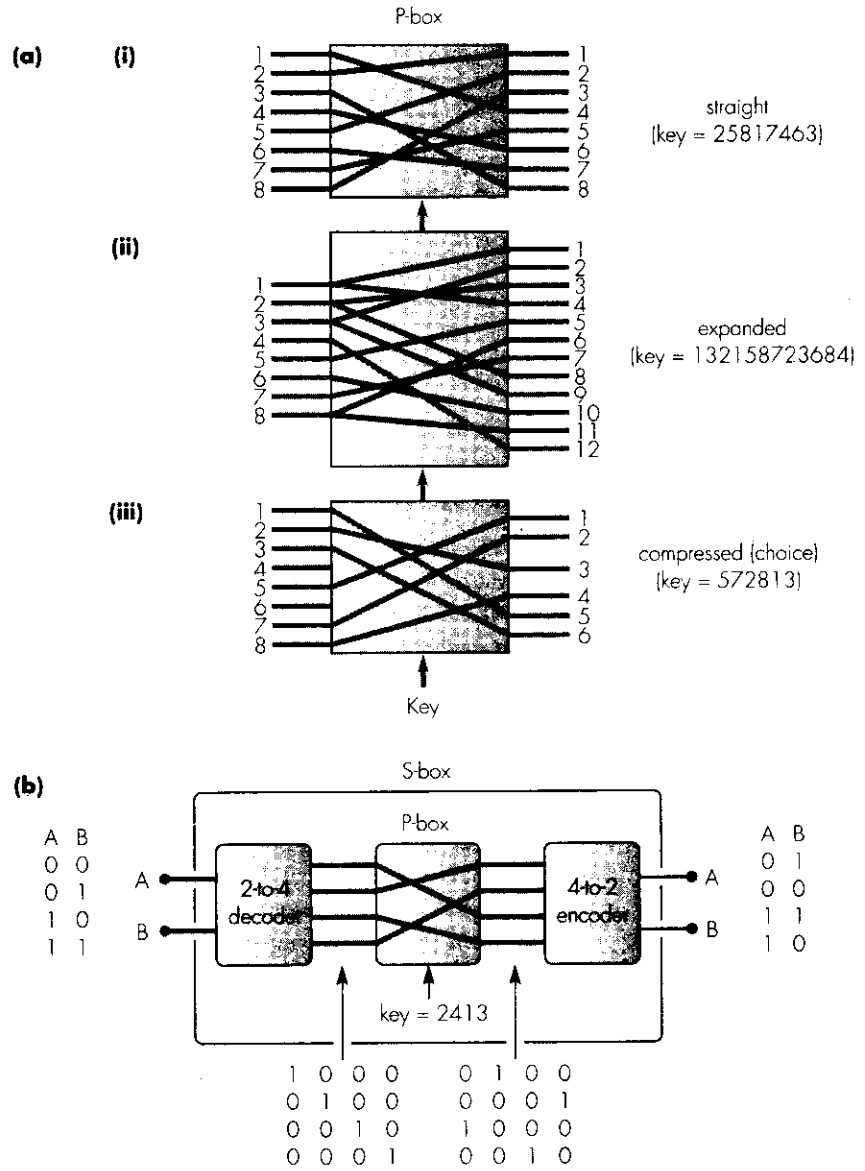 P-box
(a) (i)
1 1
2 2
3 3
4 4
5 5
6 6
7 7
8 8
straight
(key = 25817463)
(ii)
1
2
3
4
5
6
7
8
1
2
3
4
5
6
7
8
9
10
11
12
expanded
(key = 132158723684)
(iii)
1
2
3
4
5
6
7
8
1
2
3
4
5
6
compressed (choice)
(key = 572813)
Key
(b)
S-box
P-box
A B
0 0
0 1
1 0
1 1
A
B
2-to-4
decoder
4-to-2
encoder
A
B
A B
0 1
0 0
1 1
1 0
key = 2413
1 0 0 0 0 1 0 0
0 1 0 0 0 0 0 1
0 0 1 0 1 0 0 0
0 0 0 1 0 0 1 0